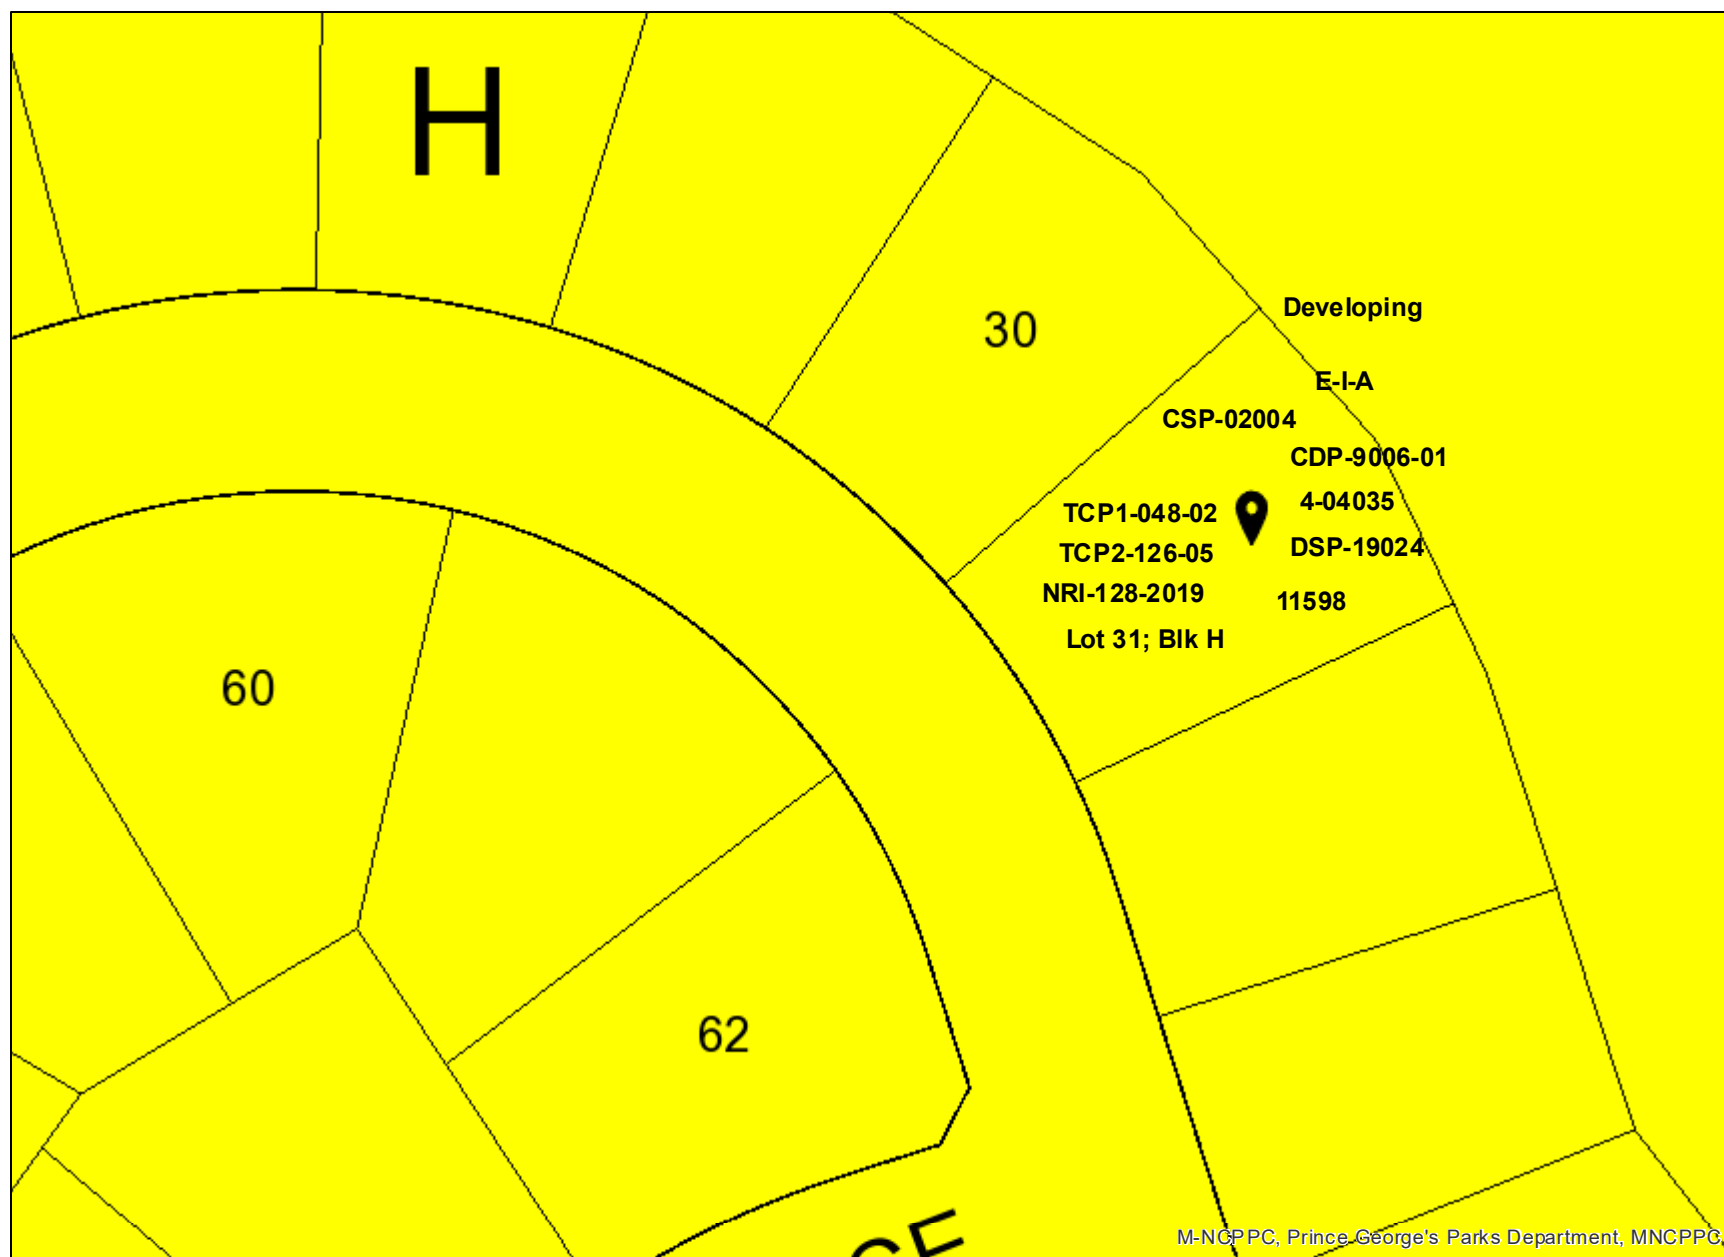 H
30
Developing
E-I-A
CSP-02004
CDP-9006-01
4-04035
TCP1-048-02
DSP-19024
TCP2-126-05
NRI-128-2019
11598
Lot 31; Blk H
60
62
M-NCPPC, Prince George's Parks Department, MNCPPC